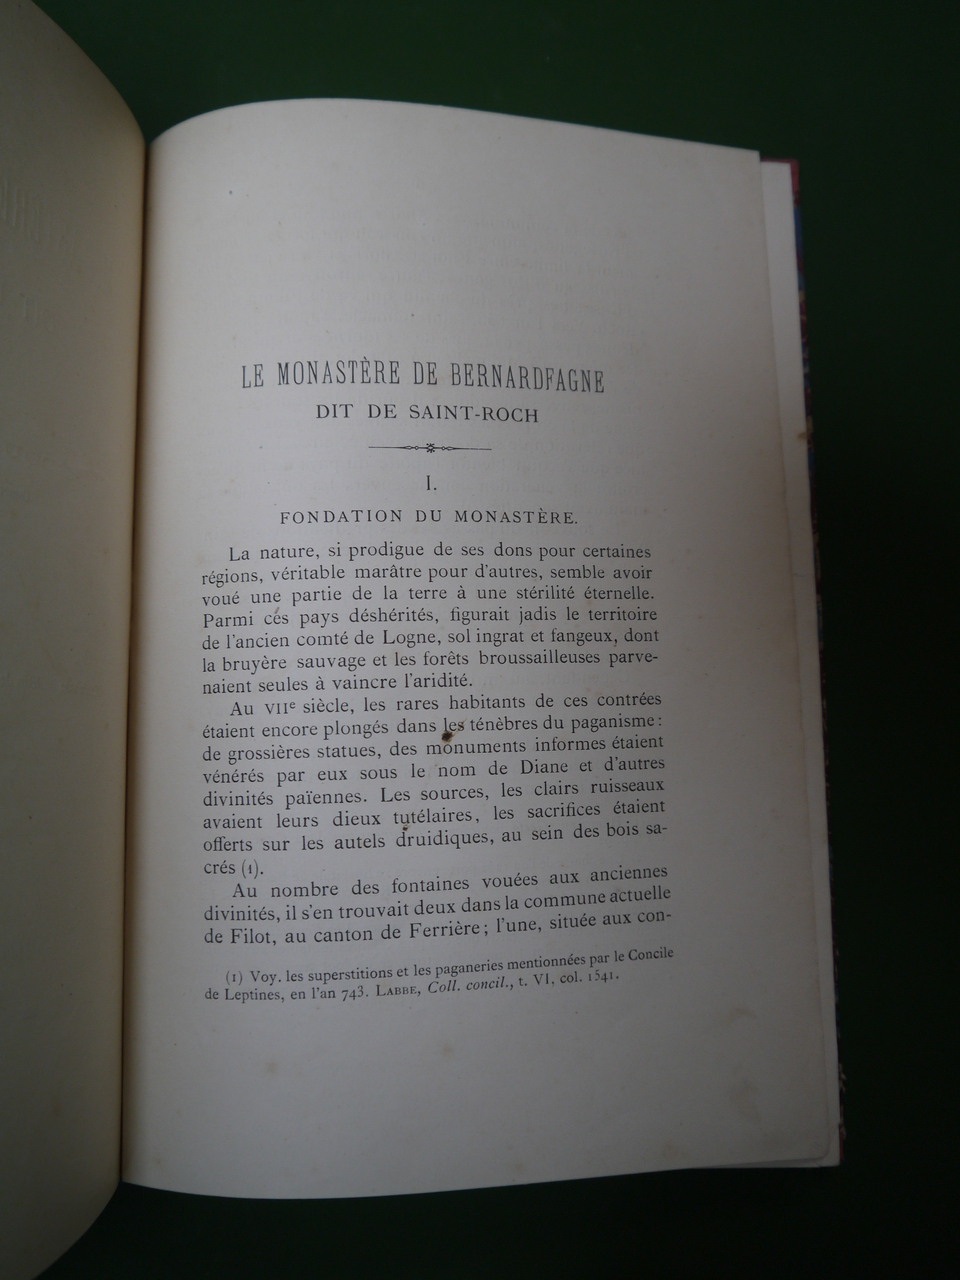 LE MONASTÈRE DE BERNARDFAGNE
DIT DE SAINT-ROCH
I.
FONDATION DU MONASTÈRE.
La nature, si prodigue de ses dons pour certaines
régions, véritable marâtre pour d'autres, semble avoir
voué une partie de la terre à une stérilité éternelle.
Parmi cés pays déshérités, figurait jadis le territoire
de l'ancien comté de Logne, sol ingrat et fangeux, dont
la bruyère sauvage et les forêts broussailleuses parve-
naient seules à vaincre l'aridité.
Au VIIe siècle, les rares habitants de ces contrées
étaient encore plongés dans les ténèbres du paganisme:
de grossières statues, des monuments informes étaient
vénérés par eux sous le nom de Diane et d'autres
divinités païennes. Les sources, les clairs ruisseaux
avaient leurs dieux tutélaires, les sacrifices étaient
offerts sur les autels druidiques, au sein des bois sa-
crés (1).
Au nombre des fontaines vouées aux anciennes
divinités, il s'en trouvait deux dans la commune actuelle
de Filot, au canton de Ferrière; l'une, située aux con-
(1) Voy. les superstitions et les paganeries mentionnées par le Concile
de Leptines, en l'an 743. LABBE, Coll. concil., t. VI, col. 1541.